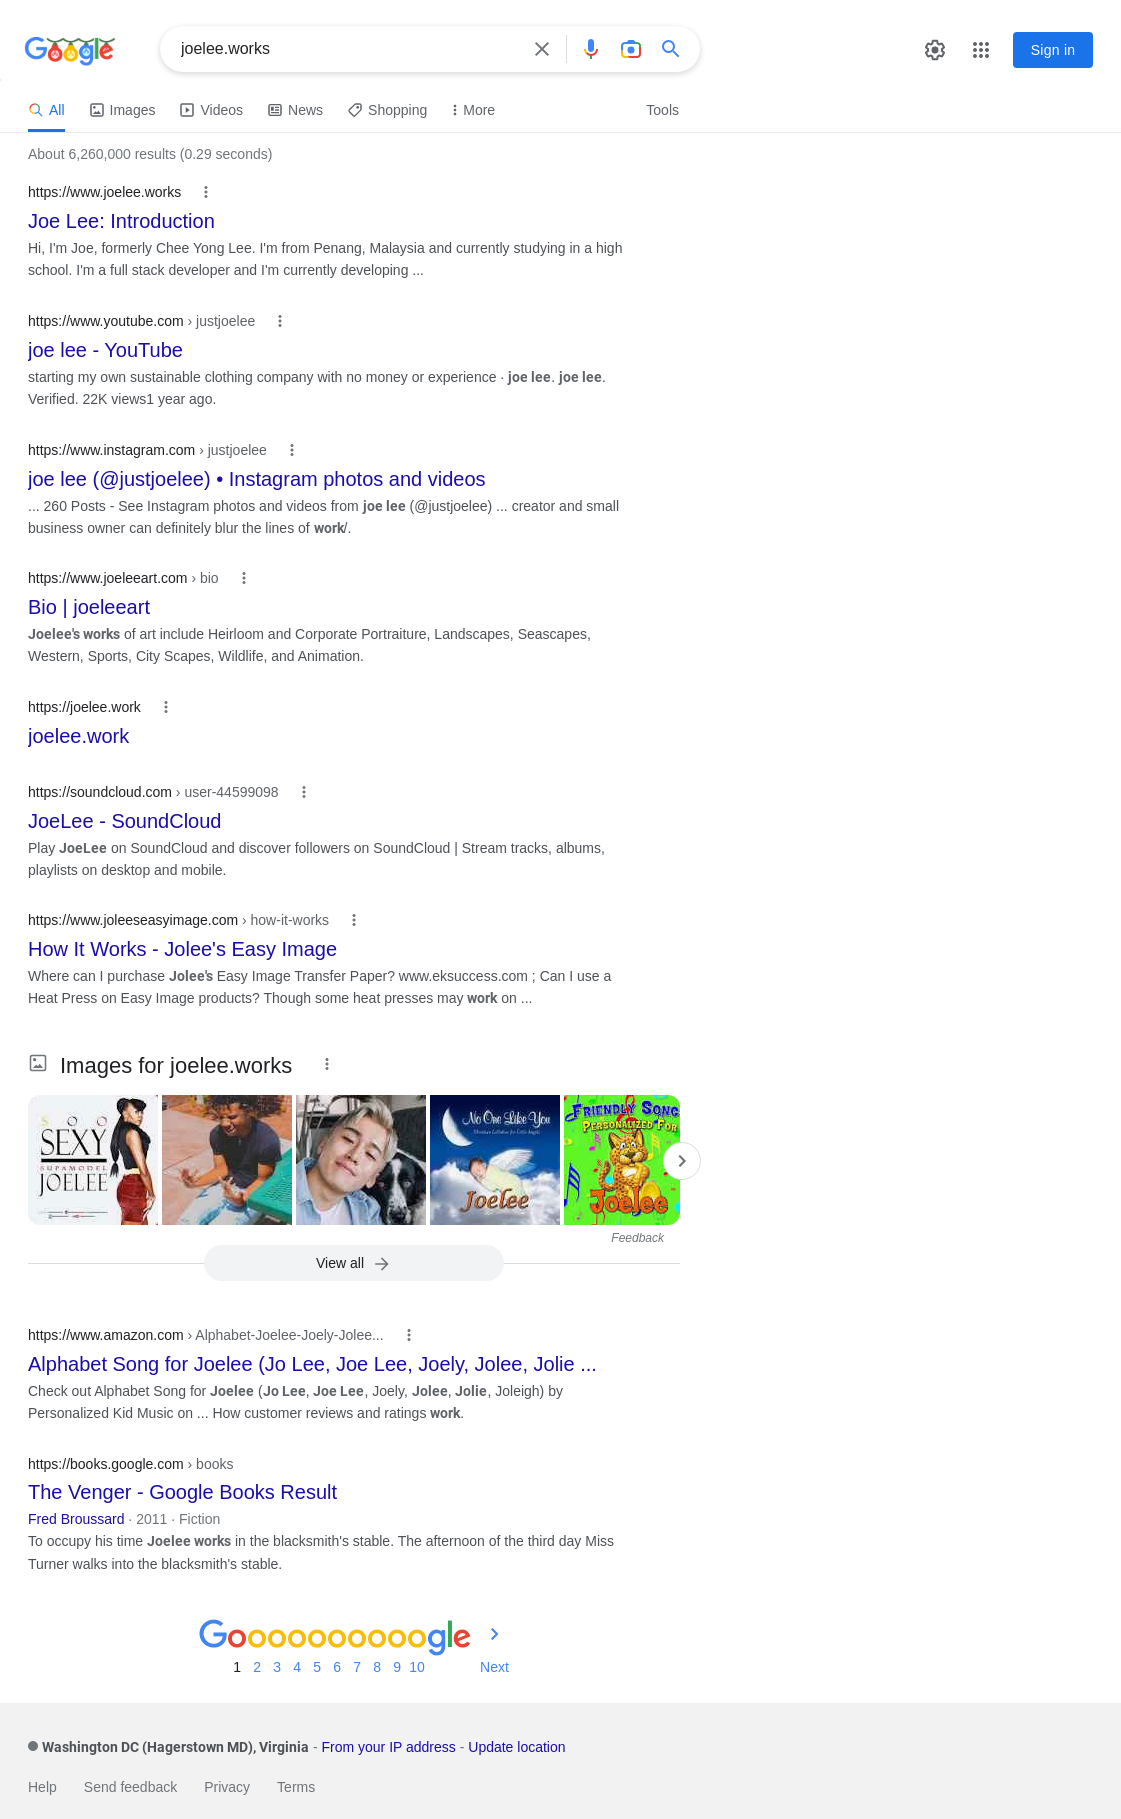 Google
joelee.works
Sign in
All Images Videos News Shopping More Tools
About 6,260,000 results (0.29 seconds)
https://www.joelee.works
Joe Lee: Introduction
Hi, I'm Joe, formerly Chee Yong Lee. I'm from Penang, Malaysia and currently studying in a high
school. I'm a full stack developer and I'm currently developing ...
https://www.youtube.com › justjoelee
joe lee - YouTube
starting my own sustainable clothing company with no money or experience · joe lee. joe lee.
Verified. 22K views1 year ago.
https://www.instagram.com › justjoelee
joe lee (@justjoelee) • Instagram photos and videos
... 260 Posts - See Instagram photos and videos from joe lee (@justjoelee) ... creator and small
business owner can definitely blur the lines of work/.
https://www.joeleeart.com › bio
Bio | joeleeart
Joelee's works of art include Heirloom and Corporate Portraiture, Landscapes, Seascapes,
Western, Sports, City Scapes, Wildlife, and Animation.
https://joelee.work
joelee.work
https://soundcloud.com › user-44599098
JoeLee - SoundCloud
Play JoeLee on SoundCloud and discover followers on SoundCloud | Stream tracks, albums,
playlists on desktop and mobile.
https://www.joleeseasyimage.com › how-it-works
How It Works - Jolee's Easy Image
Where can I purchase Jolee's Easy Image Transfer Paper? www.eksuccess.com ; Can I use a
Heat Press on Easy Image products? Though some heat presses may work on ...
Images for joelee.works
SOO
SEXY
SUPAMODEL
JOELEE
No One Like You
Christian Lullabies for Little Angels
Joelee
FRIENDLY SONG
PERSONALIZED FOR
Joelee
Feedback
View all
https://www.amazon.com › Alphabet-Joelee-Joely-Jolee...
Alphabet Song for Joelee (Jo Lee, Joe Lee, Joely, Jolee, Jolie ...
Check out Alphabet Song for Joelee (Jo Lee, Joe Lee, Joely, Jolee, Jolie, Joleigh) by
Personalized Kid Music on ... How customer reviews and ratings work.
https://books.google.com › books
The Venger - Google Books Result
Fred Broussard · 2011 · Fiction
To occupy his time Joelee works in the blacksmith's stable. The afternoon of the third day Miss
Turner walks into the blacksmith's stable.
Goooooooooogle
1 2 3 4 5 6 7 8 9 10 Next
Washington DC (Hagerstown MD), Virginia - From your IP address - Update location
Help Send feedback Privacy Terms